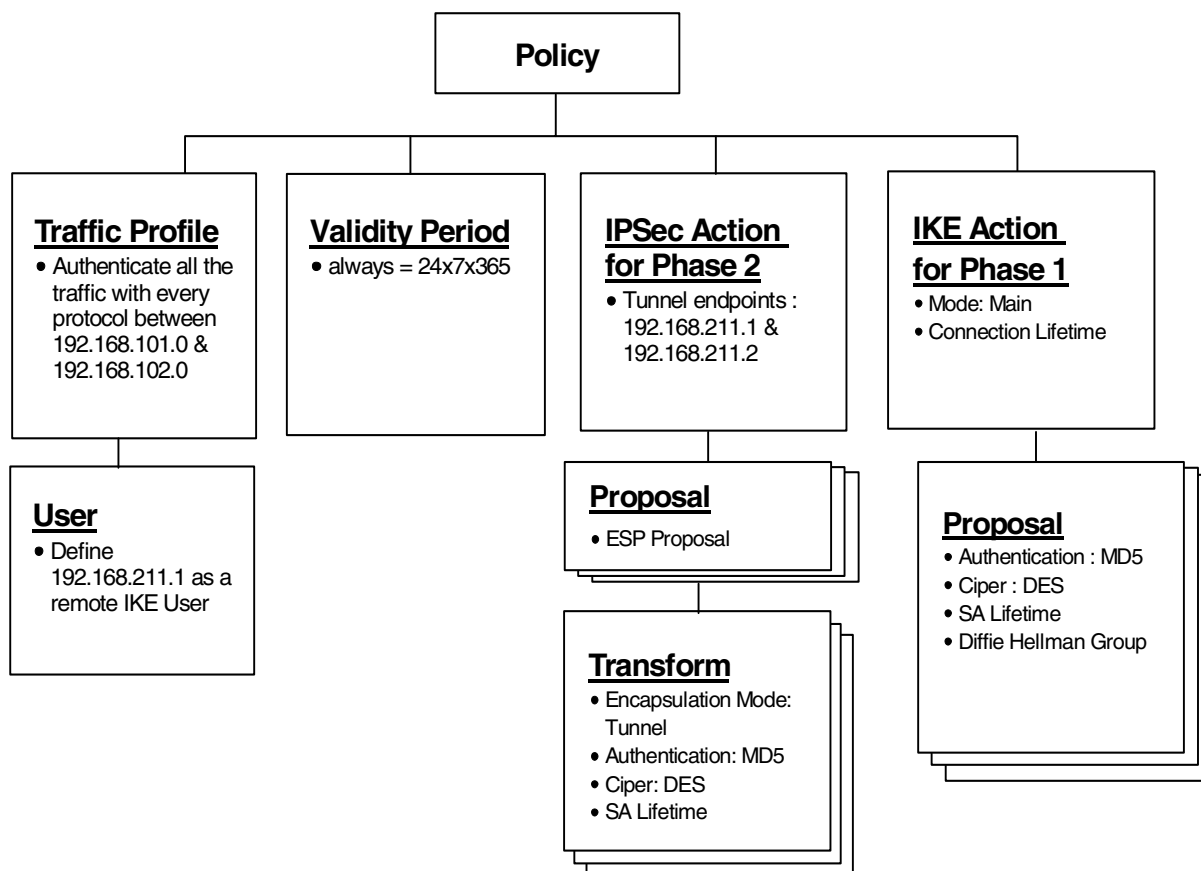 Policy
Traffic Profile
• Authenticate all the
traffic with every
protocol between
192.168.101.0 &
192.168.102.0
Validity Period
• always = 24x7x365
IPSec Action
for Phase 2
• Tunnel endpoints :
192.168.211.1 &
192.168.211.2
IKE Action
for Phase 1
• Mode: Main
• Connection Lifetime
User
• Define
192.168.211.1 as a
remote IKE User
Proposal
• ESP Proposal
Transform
• Encapsulation Mode:
Tunnel
• Authentication: MD5
• Ciper: DES
• SA Lifetime
Proposal
• Authentication : MD5
• Ciper : DES
• SA Lifetime
• Diffie Hellman Group